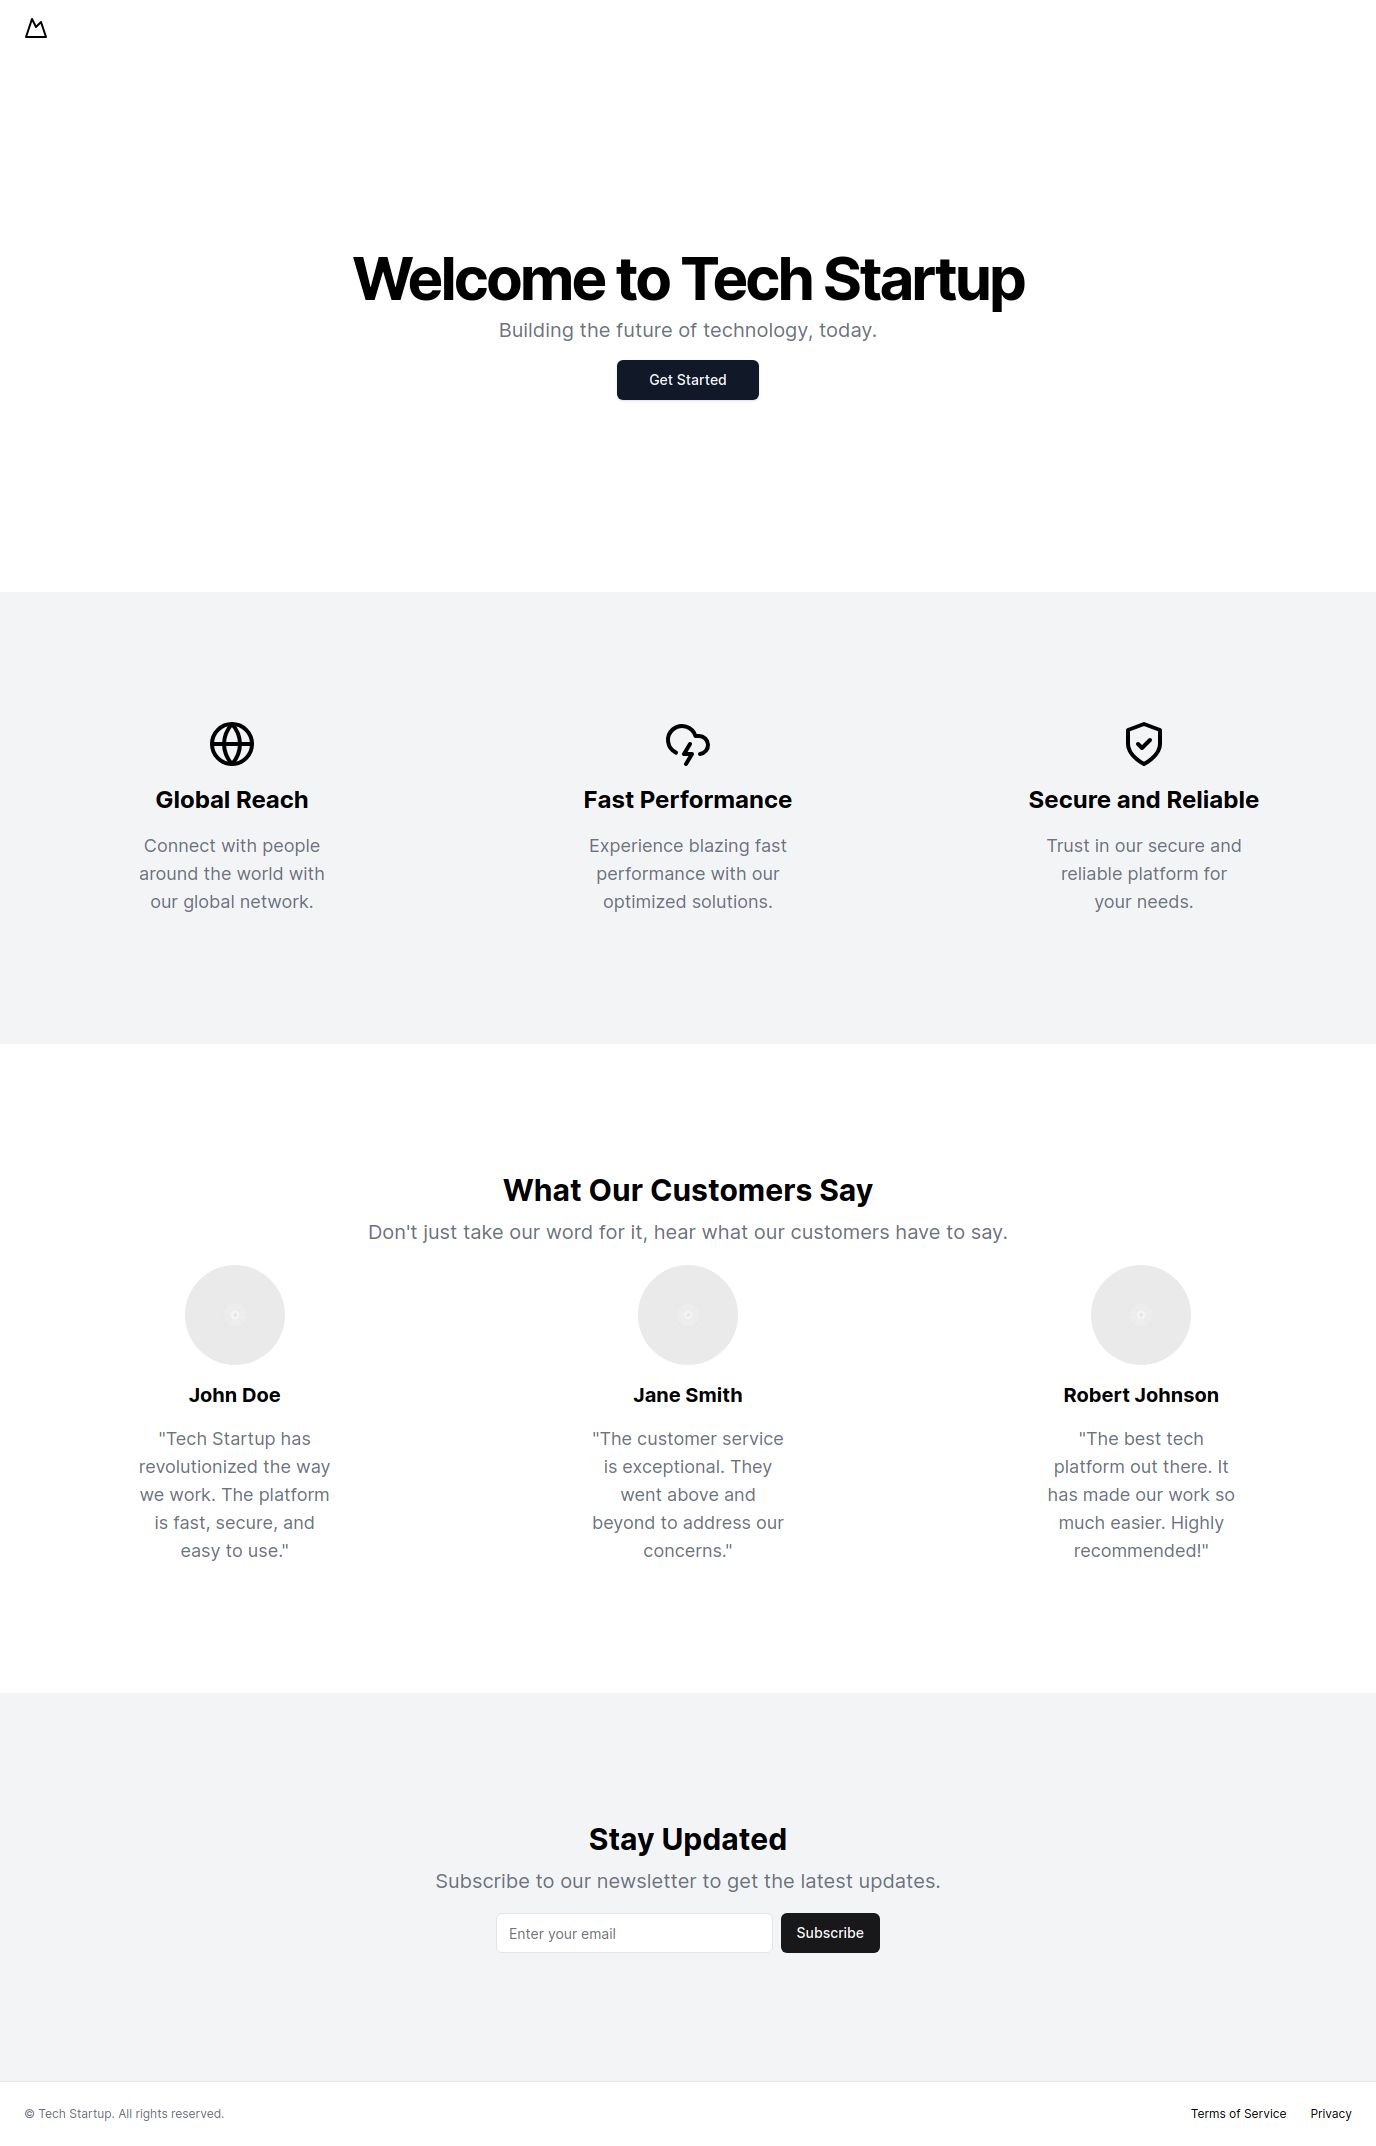 Welcome to Tech Startup
Building the future of technology, today.
Get Started
Global Reach
Connect with people
around the world with
our global network.
Fast Performance
Experience blazing fast
performance with our
optimized solutions.
Secure and Reliable
Trust in our secure and
reliable platform for
your needs.
What Our Customers Say
Don't just take our word for it, hear what our customers have to say.
John Doe
"Tech Startup has
revolutionized the way
we work. The platform
is fast, secure, and
easy to use."
Jane Smith
"The customer service
is exceptional. They
went above and
beyond to address our
concerns."
Robert Johnson
"The best tech
platform out there. It
has made our work so
much easier. Highly
recommended!"
Stay Updated
Subscribe to our newsletter to get the latest updates.
Enter your email
Subscribe
© Tech Startup. All rights reserved.
Terms of Service
Privacy